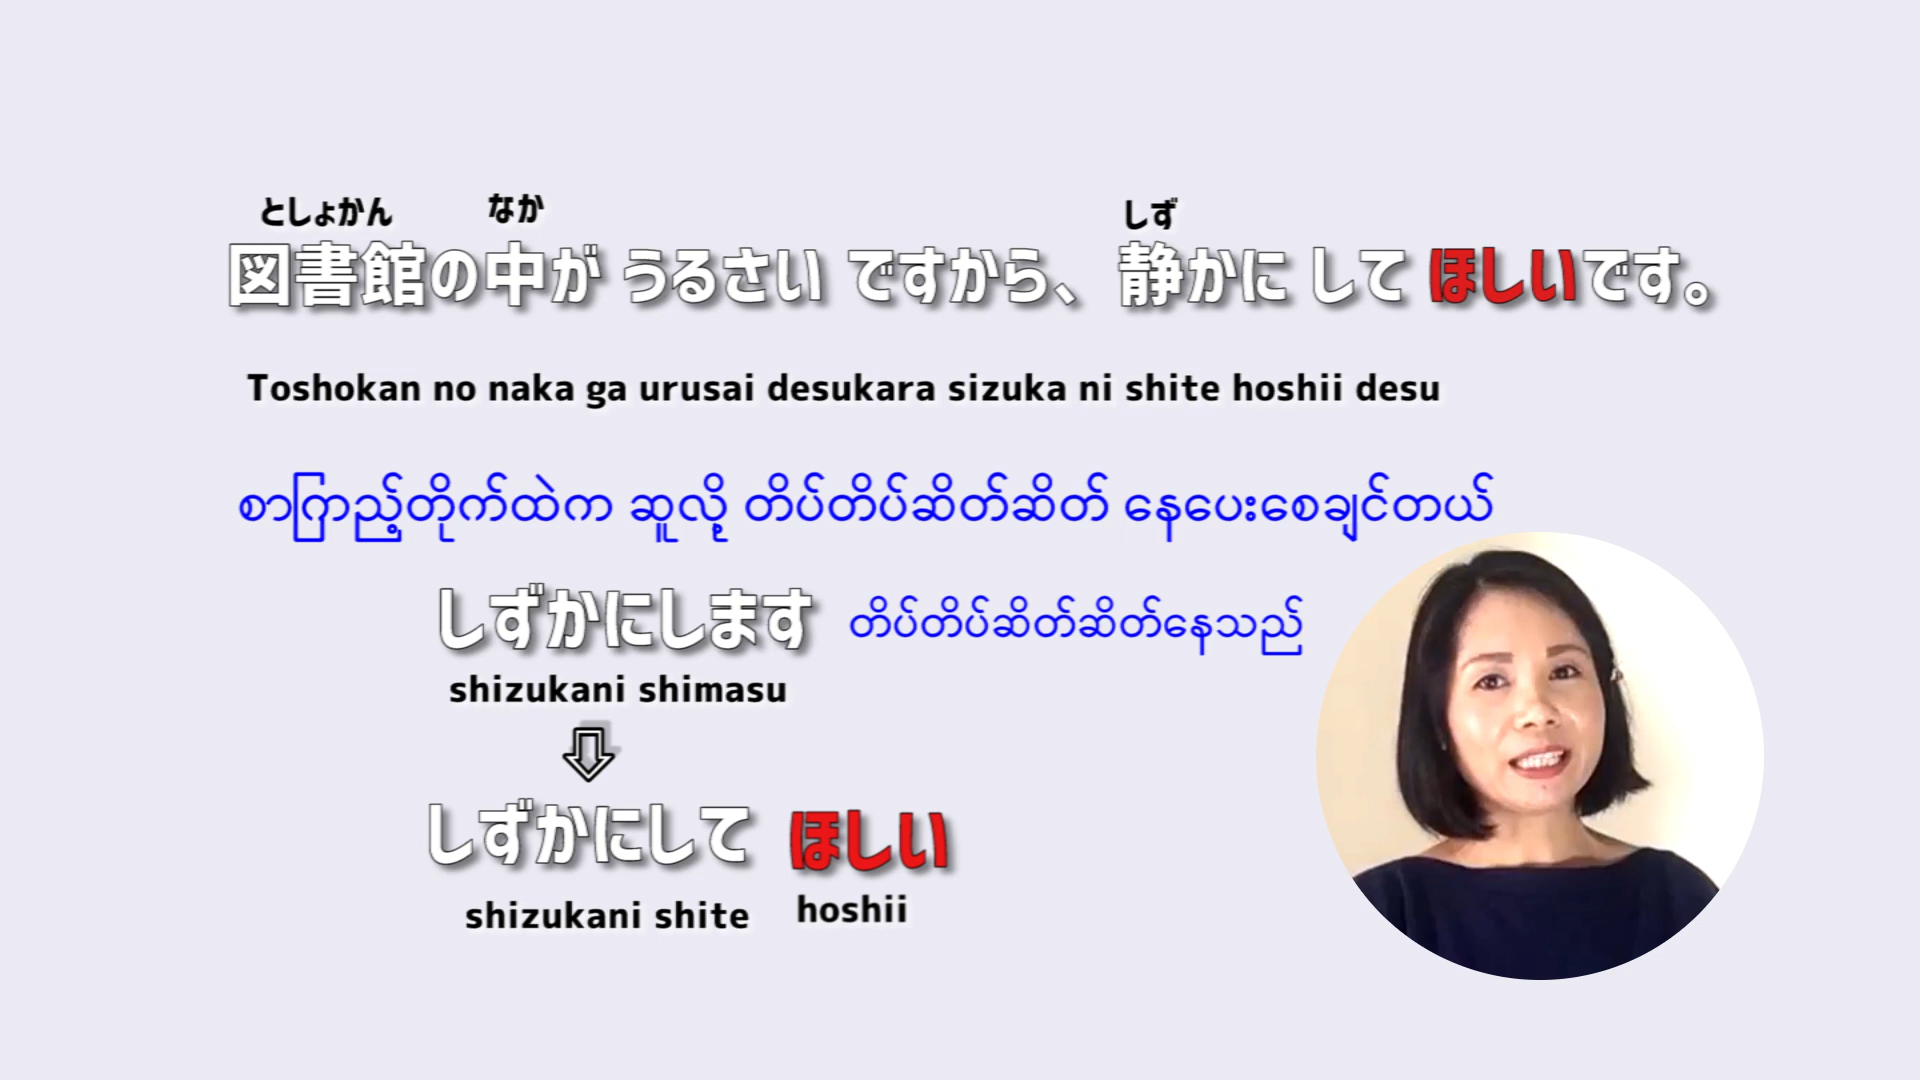 としょかん なか しず
図書館の中が うるさい ですから、 静かに して ほしいです。
Toshokan no naka ga urusai desukara sizuka ni shite hoshii desu
စာကြည့်တိုက်ထဲက ဆူလို့ တိပ်တိပ်ဆိတ်ဆိတ် နေပေးစေချင်တယ်
しずかにします တိပ်တိပ်ဆိတ်ဆိတ်နေသည်
shizukani shimasu
しずかにして ほしい
shizukani shite hoshii